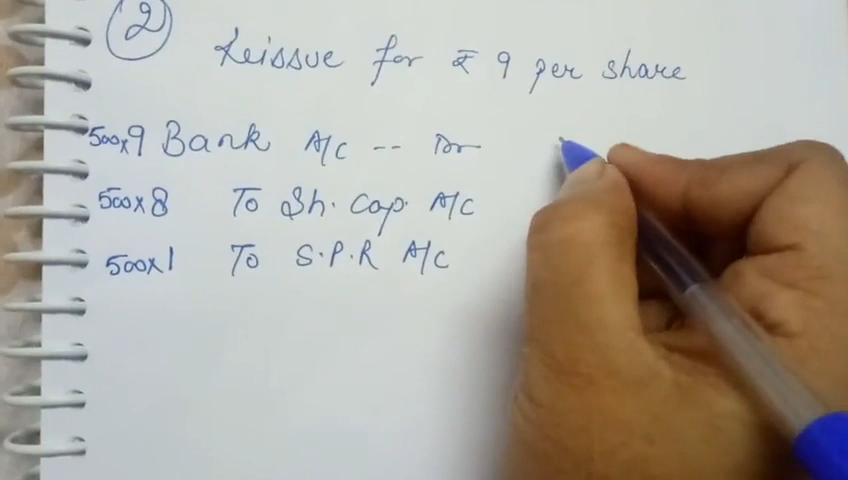 2
Reissue for ₹ 9 per share
500x9 Bank A/C -- Dr
500x8 To Sh. Cap. A/C
500x1 To S.P.R A/C